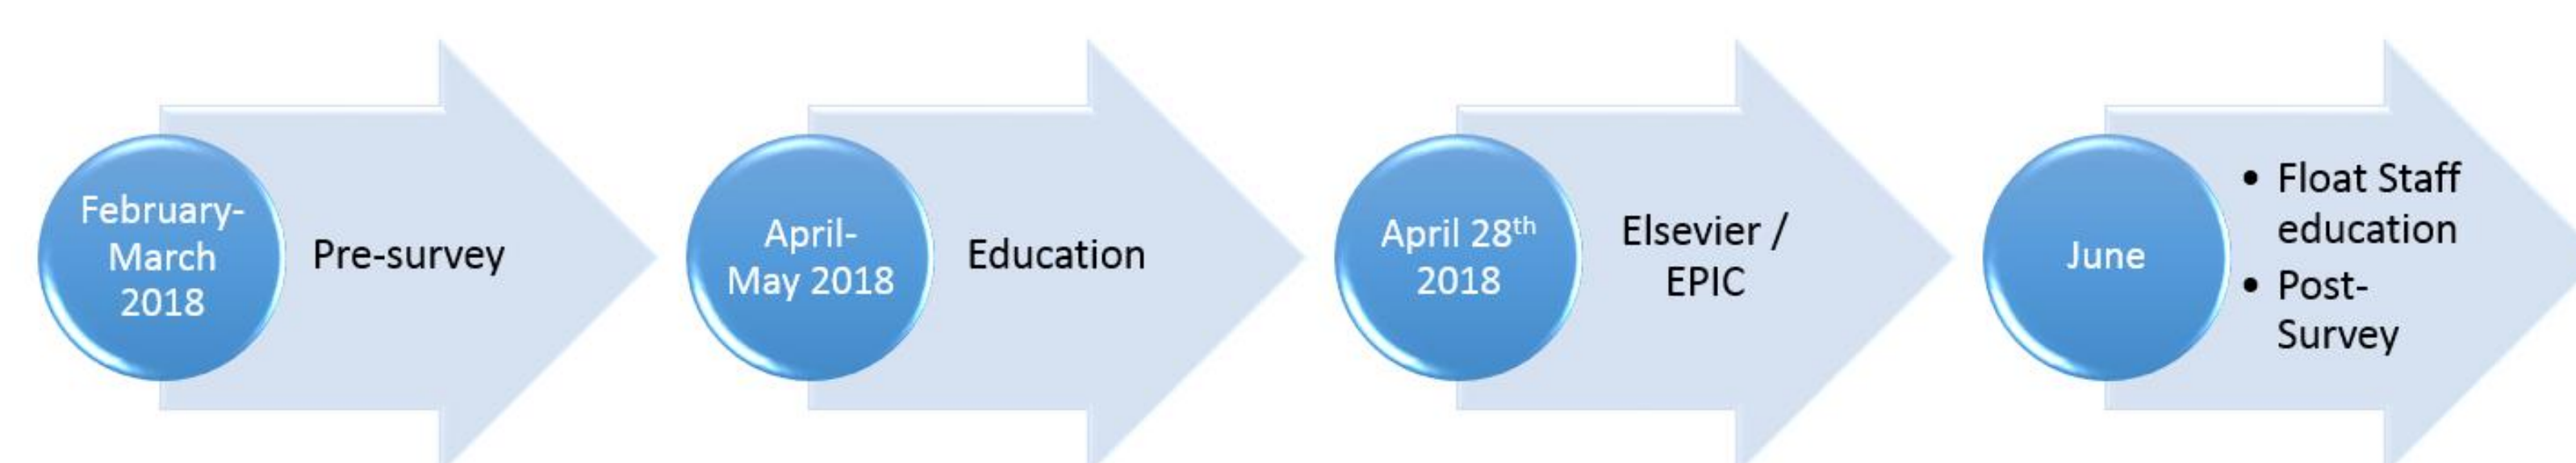 February-
March
2018
Pre-survey
April-
May 2018
Education
April 28th
2018
Elsevier /
EPIC
June
• Float Staff
education
• Post-
Survey